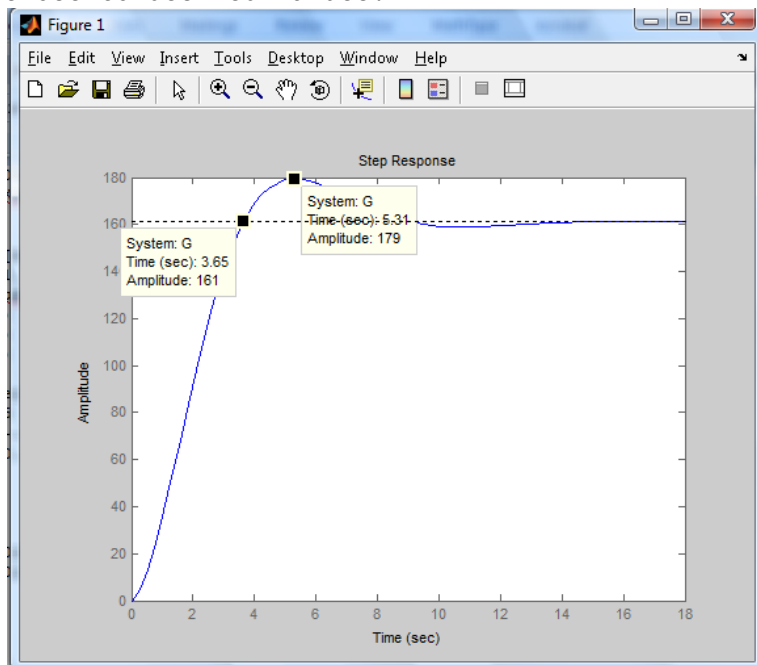 Figure 1
File Edit View Insert Tools Desktop Window Help
Step Response
System: G
Time (sec): 5.31
Amplitude: 179
System: G
Time (sec): 3.65
Amplitude: 161
Amplitude
180
160
14
120
100
80
60
40
20
0
0 2 4 6 8 10 12 14 16 18
Time (sec)